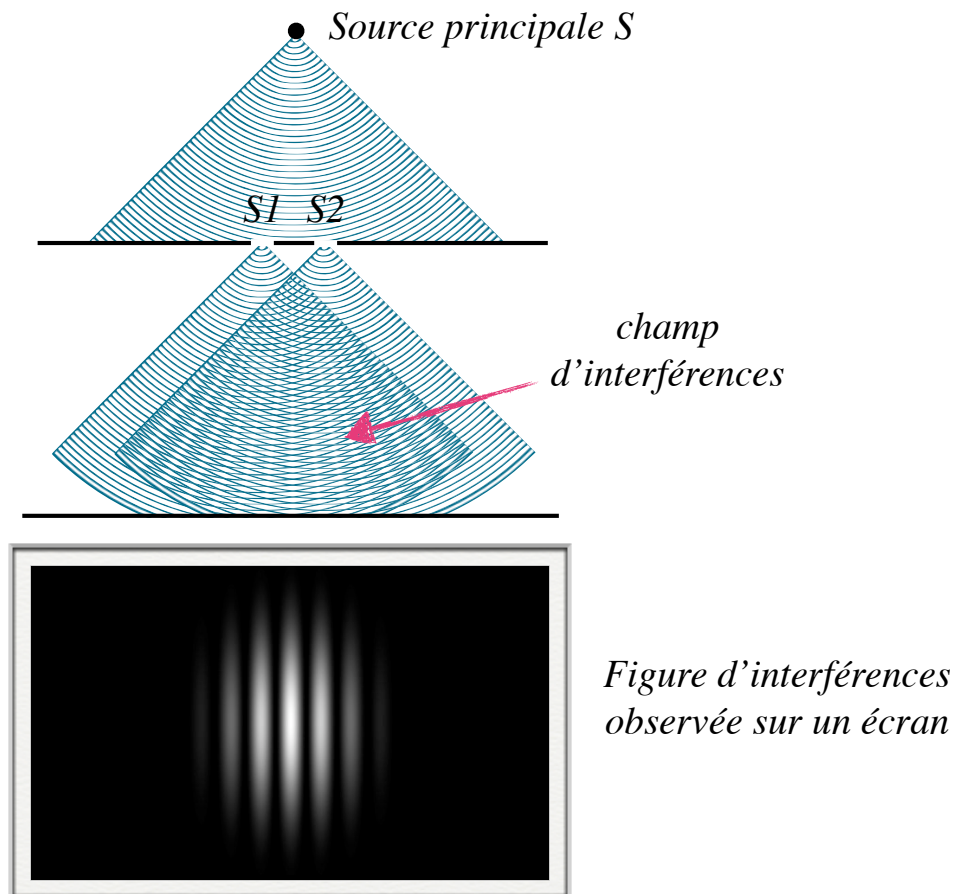 Source principale S
S1 S2
champ
d'interférences
Figure d'interférences
observée sur un écran